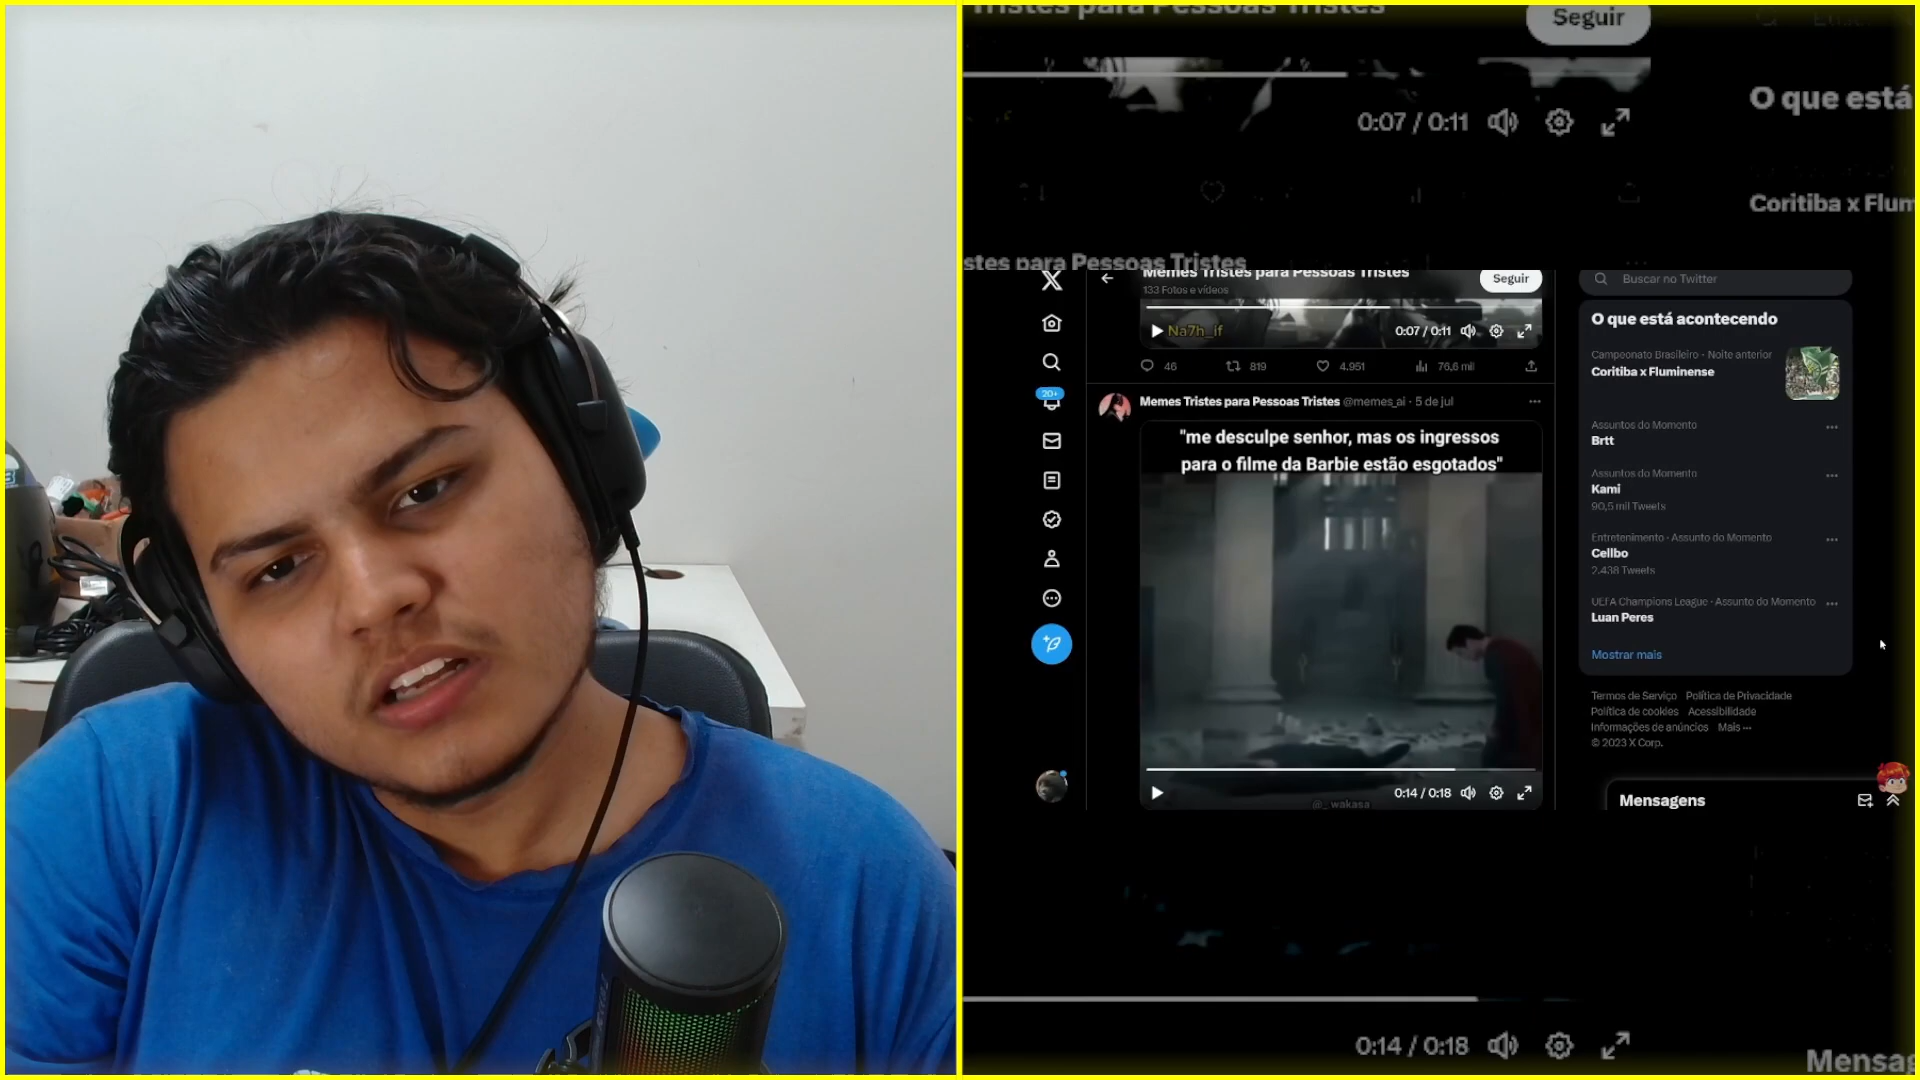 Tristes para Pessoas Tristes
Seguir
0:07 / 0:11
O que está
Coritiba x Flum
stes para Pessoas Tristes
Memes Tristes para Pessoas Tristes
133 Fotos e vídeos
Seguir
Na7h_if
0:07 / 0:11
46
819
4.951
76,6 mil
20+
Memes Tristes para Pessoas Tristes @memes_ai · 5 de jul
"me desculpe senhor, mas os ingressos
para o filme da Barbie estão esgotados"
0:14 / 0:18
@_wakasa
Buscar no Twitter
O que está acontecendo
Campeonato Brasileiro · Noite anterior
Coritiba x Fluminense
Assuntos do Momento
Brtt
Assuntos do Momento
Kami
90,5 mil Tweets
Entretenimento · Assunto do Momento
Cellbo
2.438 Tweets
UEFA Champions League · Assunto do Momento
Luan Peres
Mostrar mais
Termos de Serviço Política de Privacidade
Política de cookies Acessibilidade
Informações de anúncios Mais ···
© 2023 X Corp.
Mensagens
0:14 / 0:18
Mensag